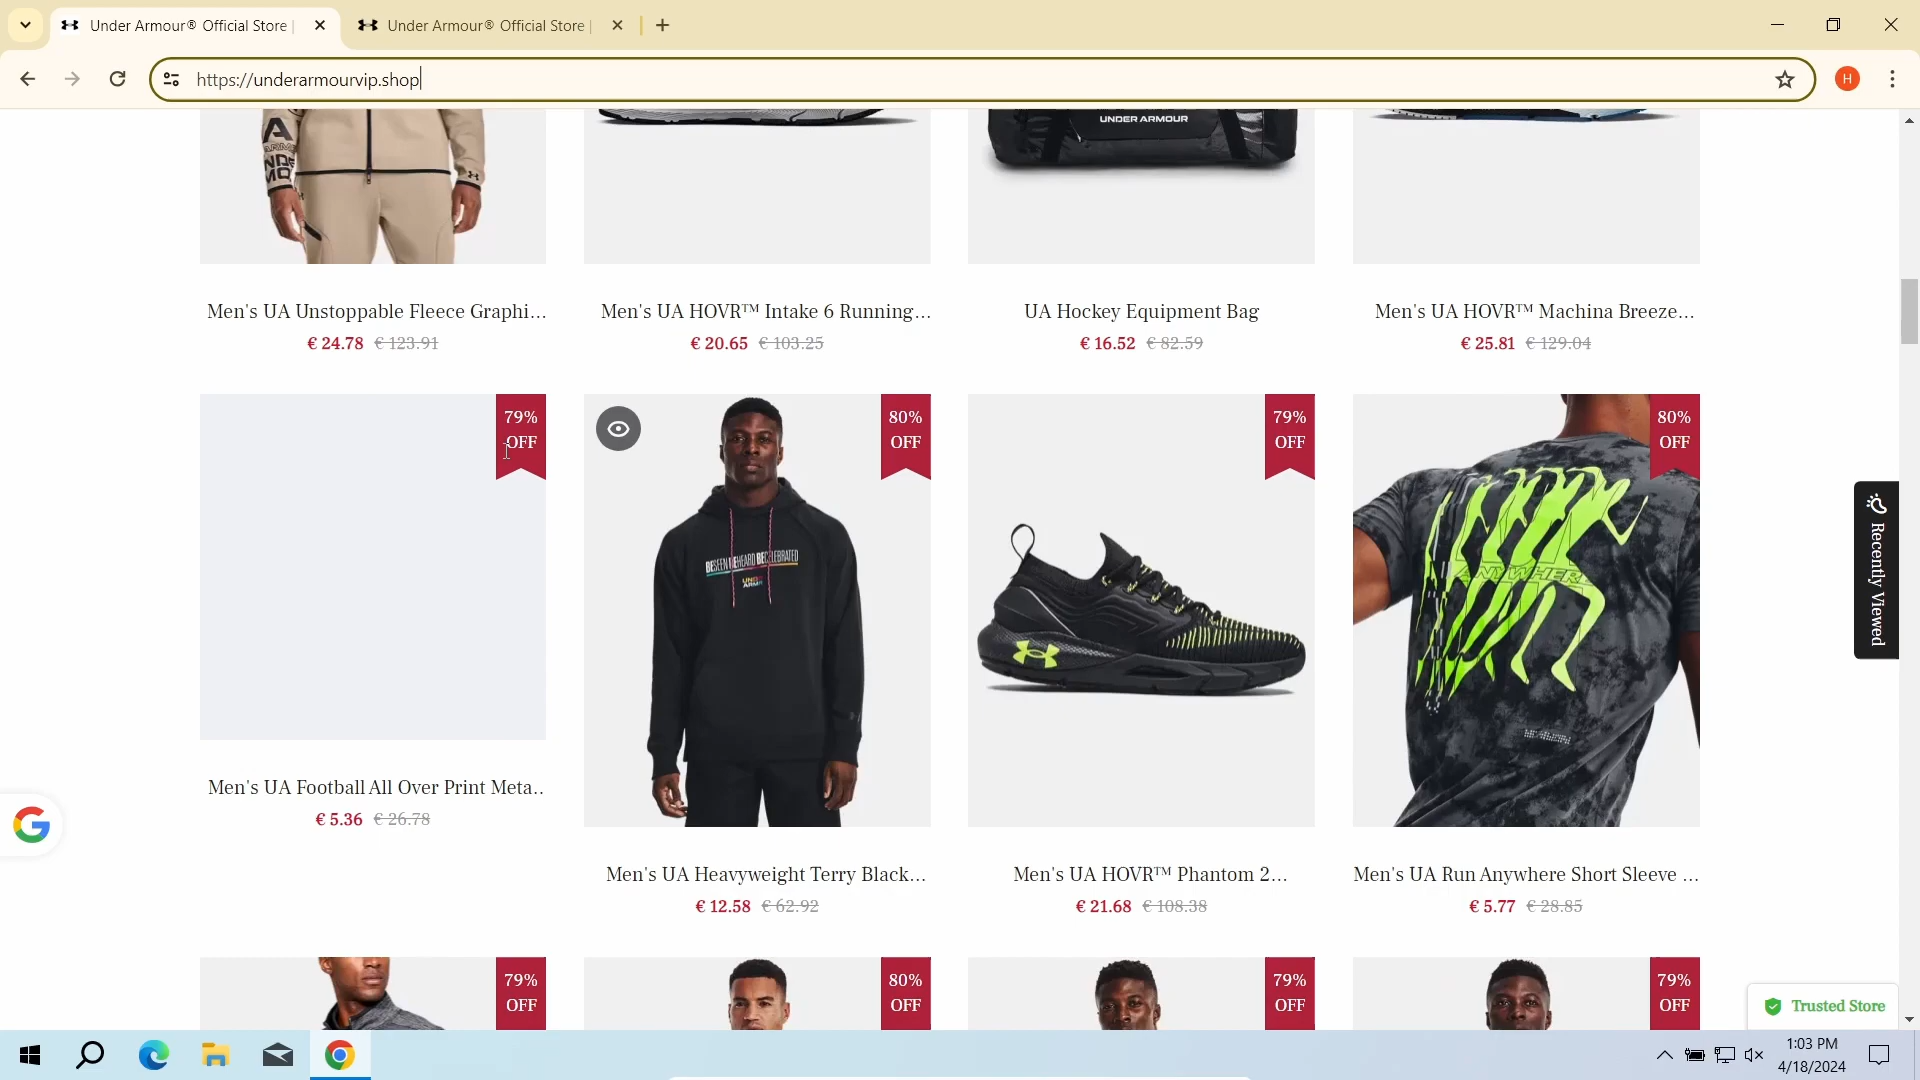 Under Armour® Official Store |
Under Armour® Official Store |
https://underarmourvip.shop
H
UNDER ARMOUR
Men's UA Unstoppable Fleece Graphi...
€ 24.78 € 123.91
Men's UA HOVR™ Intake 6 Running...
€ 20.65 € 103.25
UA Hockey Equipment Bag
€ 16.52 € 82.59
Men's UA HOVR™ Machina Breeze...
€ 25.81 € 129.04
79%
OFF
80%
OFF
79%
OFF
80%
OFF
ANYWHERE
Recently Viewed
Men's UA Football All Over Print Meta..
€ 5.36 € 26.78
Men's UA Heavyweight Terry Black...
€ 12.58 € 62.92
Men's UA HOVR™ Phantom 2...
€ 21.68 € 108.38
Men's UA Run Anywhere Short Sleeve ...
€ 5.77 € 28.85
79%
OFF
80%
OFF
79%
OFF
79%
OFF
Trusted Store
1:03 PM
4/18/2024